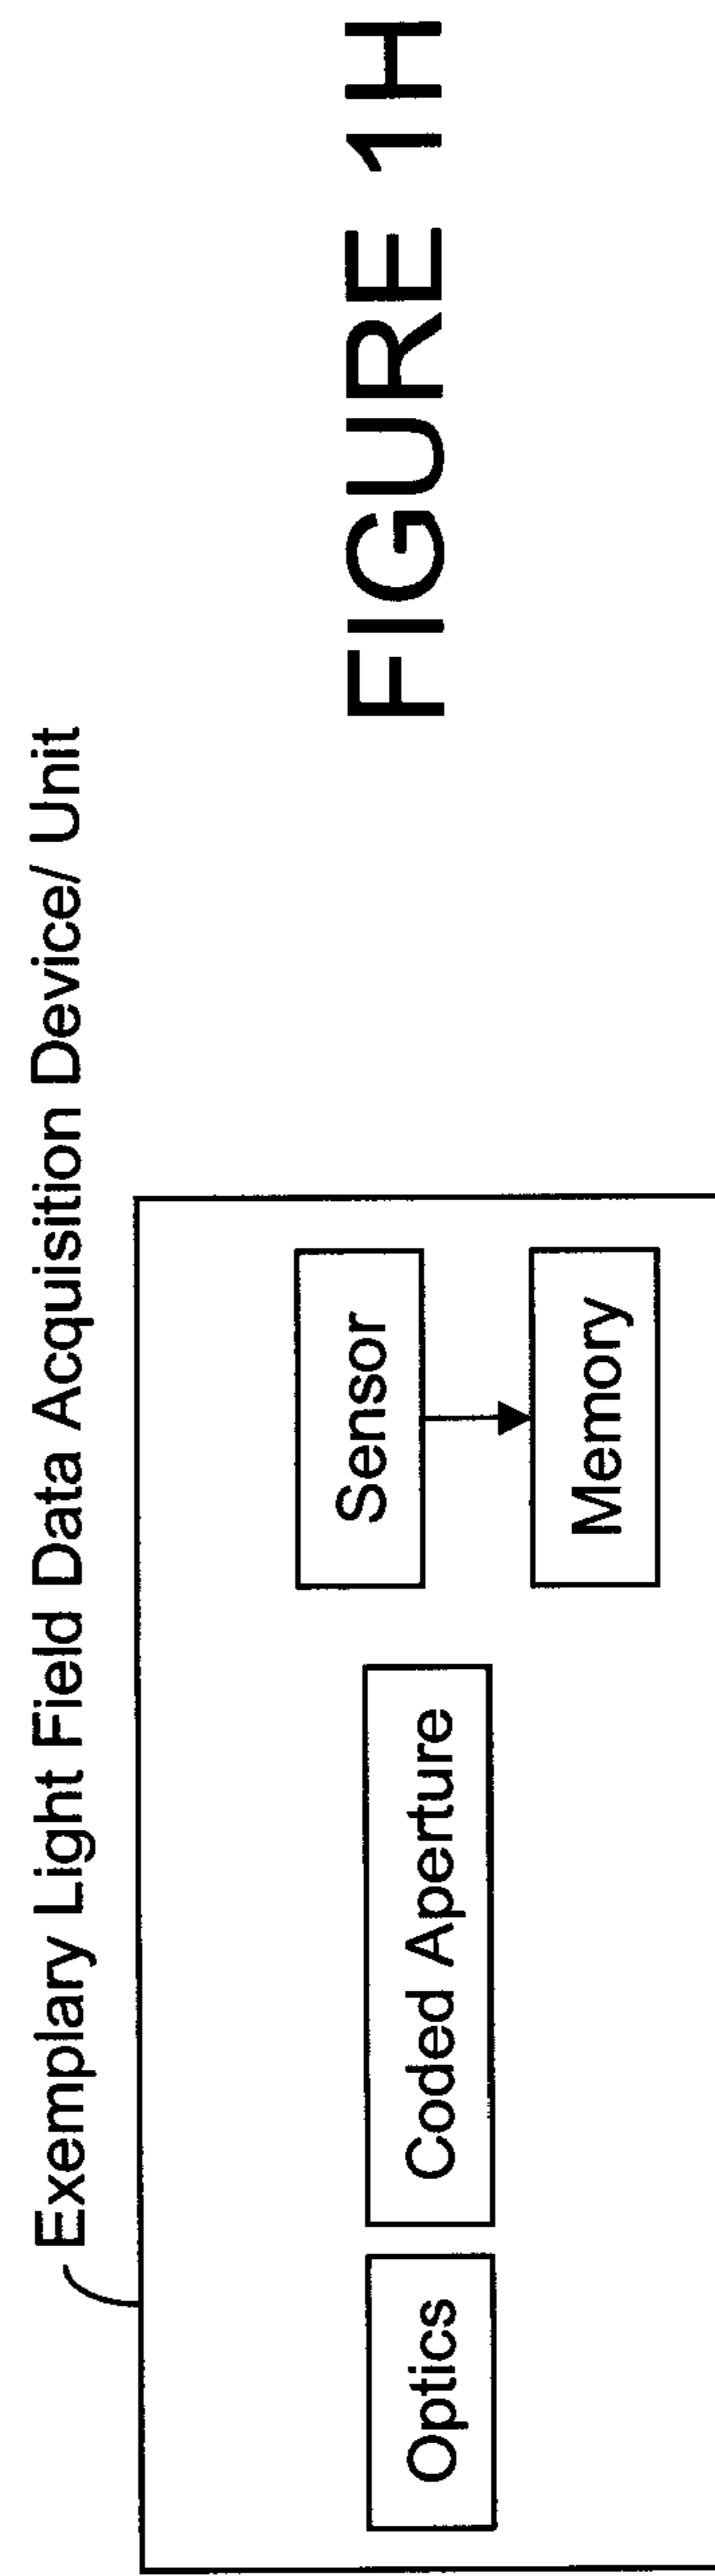 Exemplary Light Field Data Acquisition Device/ Unit
Optics
Coded Aperture
Sensor
Memory
FIGURE 1H